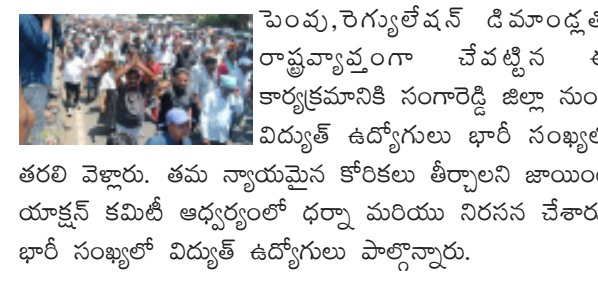 పెంపు,రెగ్యులేషన్ డిమాండ్లతో
రాష్ట్రవ్యాప్తంగా చేపట్టిన ఈ
కార్యక్రమానికి సంగారెడ్డి జిల్లా నుండి
విద్యుత్ ఉద్యోగులు భారీ సంఖ్యలో
తరలి వెళ్లారు. తమ న్యాయమైన కోరికలు తీర్చాలని జాయింట్
యాక్షన్ కమిటీ ఆధ్వర్యంలో ధర్నా మరియు నిరసన చేశారు
భారీ సంఖ్యలో విద్యుత్ ఉద్యోగులు పాల్గొన్నారు.